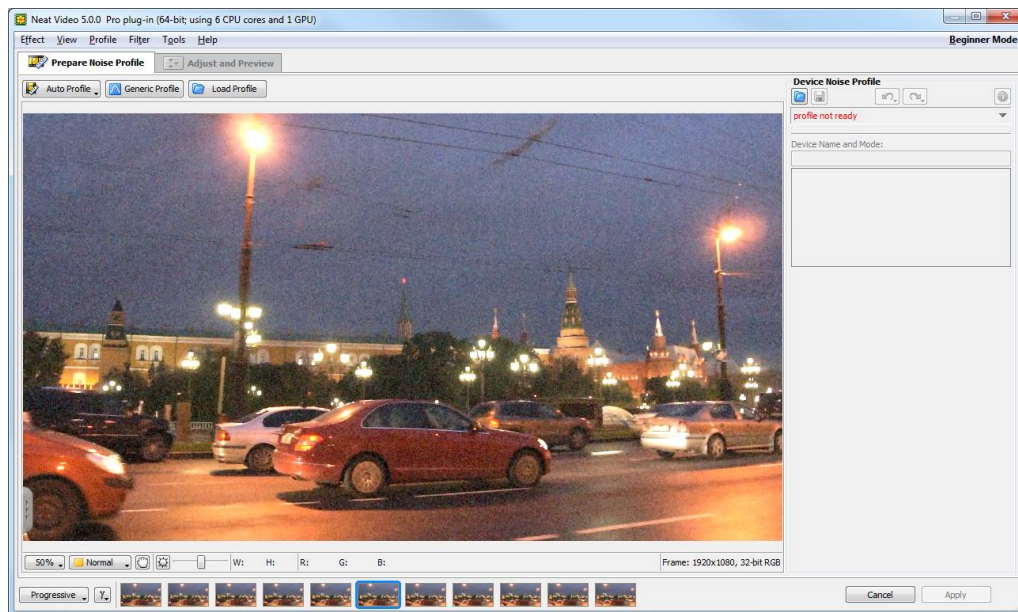 Neat Video 5.0.0 Pro plug-in (64-bit; using 6 CPU cores and 1 GPU)
Effect View Profile Filter Tools Help Beginner Mode
Prepare Noise Profile Adjust and Preview
Auto Profile Generic Profile Load Profile
Device Noise Profile
profile not ready
Device Name and Mode:
50% Normal W: H: R: G: B: Frame: 1920x1080, 32-bit RGB
Progressive γ Cancel Apply